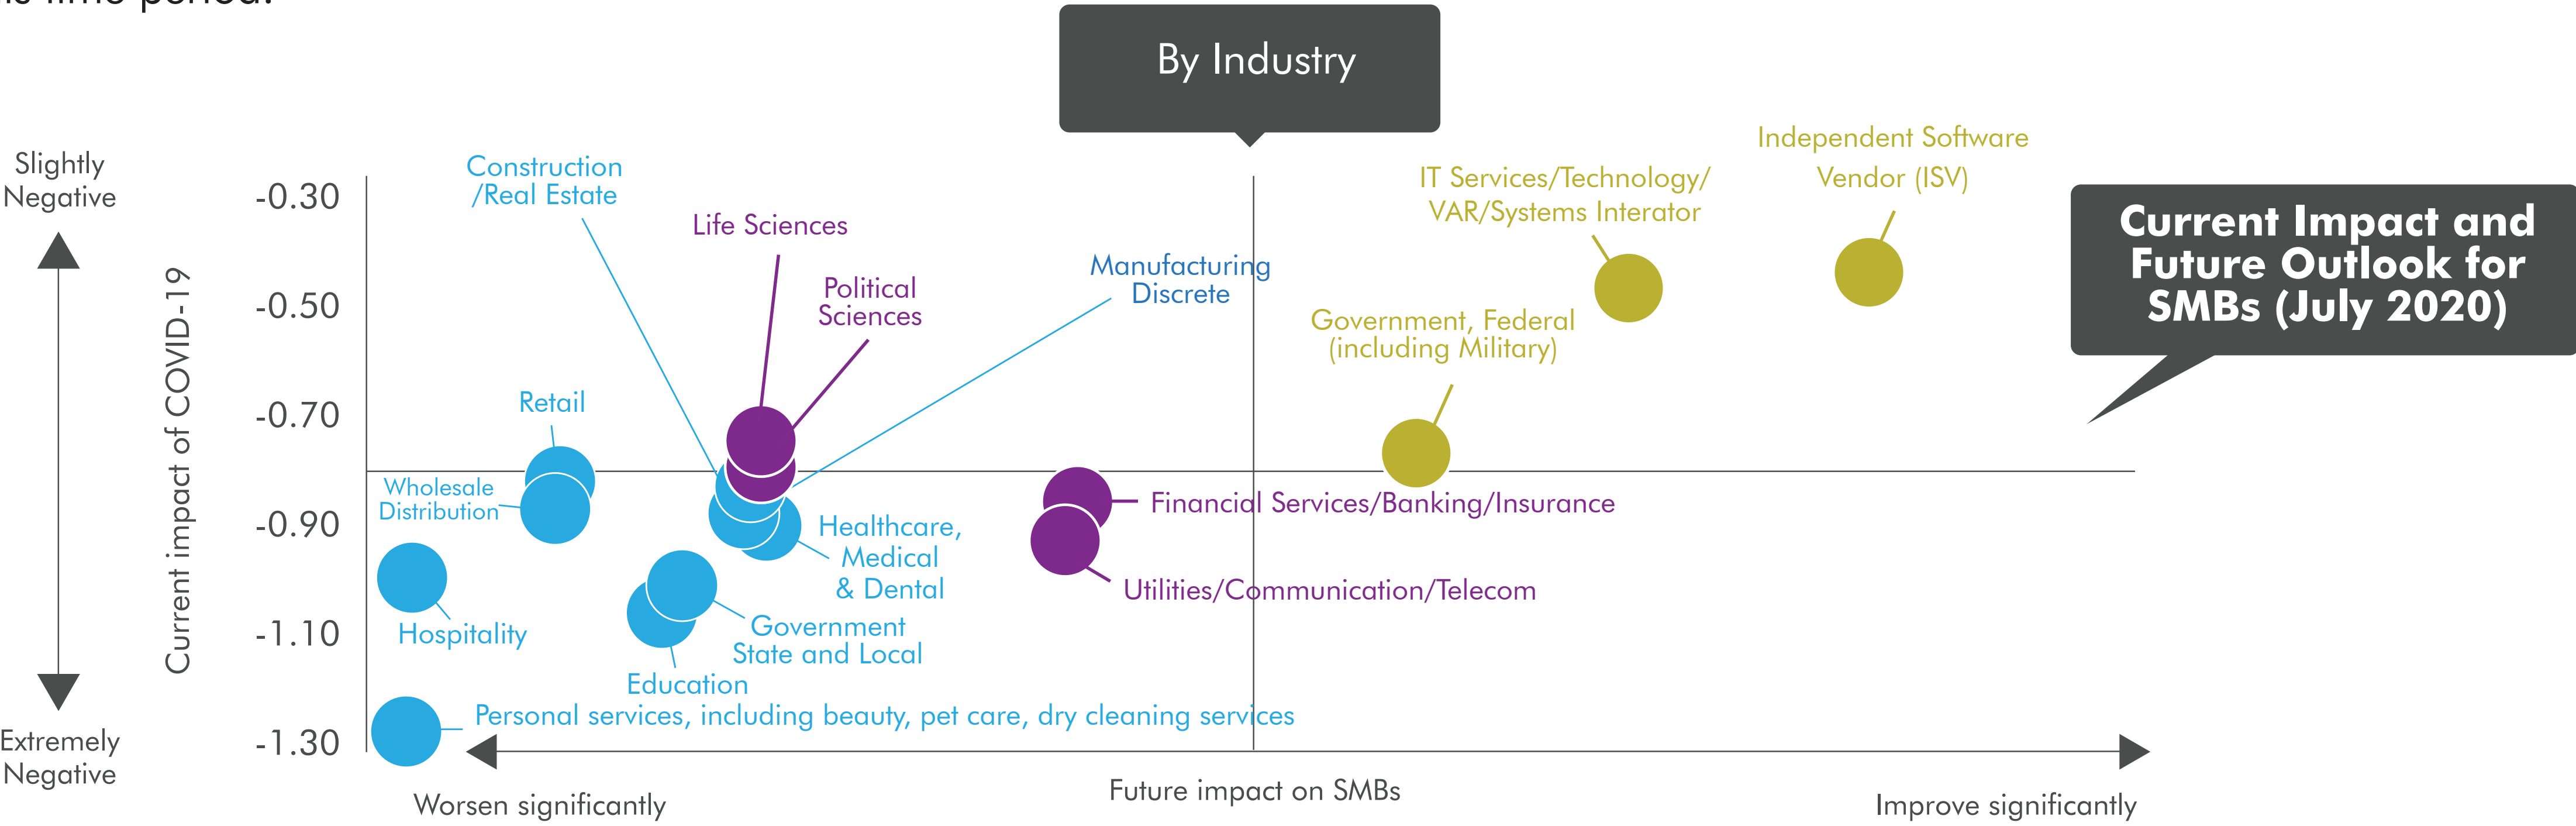 time period.
By Industry
Slightly
Negative
Extremely
Negative
Current impact of COVID-19
-0.30
-0.50
-0.70
-0.90
-1.10
-1.30
Construction
/Real Estate
Life Sciences
Political
Sciences
Manufacturing
Discrete
Retail
Wholesale
Distribution
Hospitality
Healthcare,
Medical
& Dental
Government
State and Local
Education
Personal services, including beauty, pet care, dry cleaning services
Financial Services/Banking/Insurance
Utilities/Communication/Telecom
Government, Federal
(including Military)
IT Services/Technology/
VAR/Systems Interator
Independent Software
Vendor (ISV)
Current Impact and
Future Outlook for
SMBs (July 2020)
Worsen significantly
Future impact on SMBs
Improve significantly